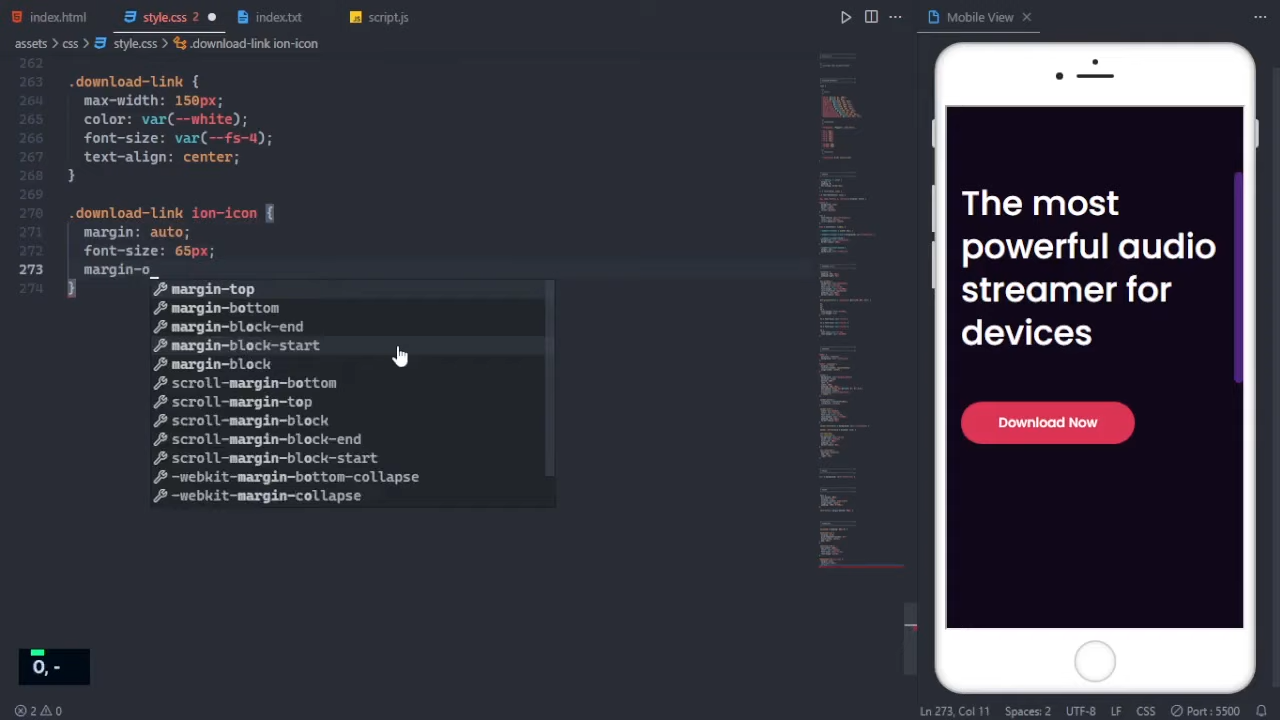 index.html
style.css 2
index.txt
script.js
Mobile View
assets > css > style.css > .download-link ion-icon
262
263 .download-link {
264 max-width: 150px;
265 color: var(--white);
266 font-size: var(--fs-4);
267 text-align: center;
268 }
269
270 .download-link ion-icon {
271 margin: auto;
272 font-size: 65px;
273 margin-o
274 }
margin-top
margin-bottom
margin-block-end
margin-block-start
margin-block
scroll-margin-bottom
scroll-margin-top
scroll-margin-block
scroll-margin-block-end
scroll-margin-block-start
-webkit-margin-bottom-collapse
-webkit-margin-collapse
The most
powerful audio
streamer for
devices
Download Now
O, -
2 0
Ln 273, Col 11
Spaces: 2
UTF-8
LF
CSS
Port : 5500